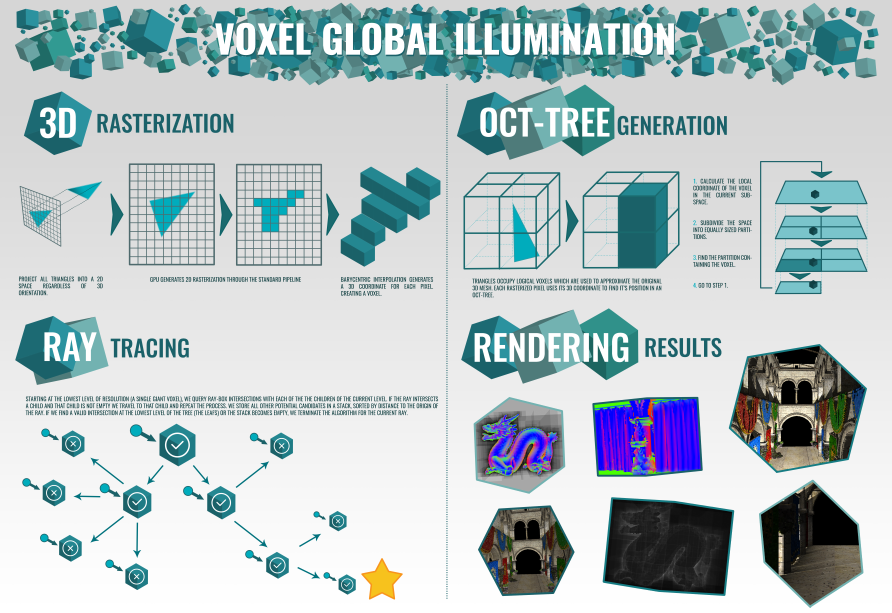 VOXEL GLOBAL ILLUMINATION
3D RASTERIZATION
PROJECT ALL TRIANGLES INTO A 2D
SPACE REGARDLESS OF 3D
ORIENTATION.
GPU GENERATES 2D RASTERIZATION THROUGH THE STANDARD PIPELINE
BARYCENTRIC INTERPOLATION GENERATES
A 3D COORDINATE FOR EACH PIXEL,
CREATING A VOXEL.
OCT-TREE GENERATION
TRIANGLES OCCUPY LOGICAL VOXELS WHICH ARE USED TO APPROXIMATE THE ORIGINAL
3D MESH. EACH RASTERIZED PIXEL USES ITS 3D COORDINATE TO FIND IT'S POSITION IN AN
OCT-TREE.
1. CALCULATE THE LOCAL
COORDINATE OF THE VOXEL
IN THE CURRENT SUB-
SPACE.
2. SUBDIVIDE THE SPACE
INTO EQUALLY SIZED PARTI-
TIONS.
3. FIND THE PARTITION CON-
TAINING THE VOXEL.
4. GO TO STEP 1.
RAY TRACING
STARTING AT THE LOWEST LEVEL OF RESOLUTION (A SINGLE GIANT VOXEL), WE QUERY RAY-BOX INTERSECTIONS WITH EACH OF THE THE CHILDREN OF THE CURRENT LEVEL. IF THE RAY INTERSECTS
A CHILD AND THAT CHILD IS NOT EMPTY WE TRAVEL TO THAT CHILD AND REPEAT THE PROCESS. WE STORE ALL OTHER POTENTIAL CANDIDATES IN A STACK, SORTED BY DISTANCE TO THE ORIGIN OF
THE RAY. IF WE FIND A VALID INTERSECTION AT THE LOWEST LEVEL OF THE TREE (THE LEAFS) OR THE STACK BECOMES EMPTY, WE TERMINATE THE ALGORITHM FOR THE CURRENT RAY.
RENDERING RESULTS